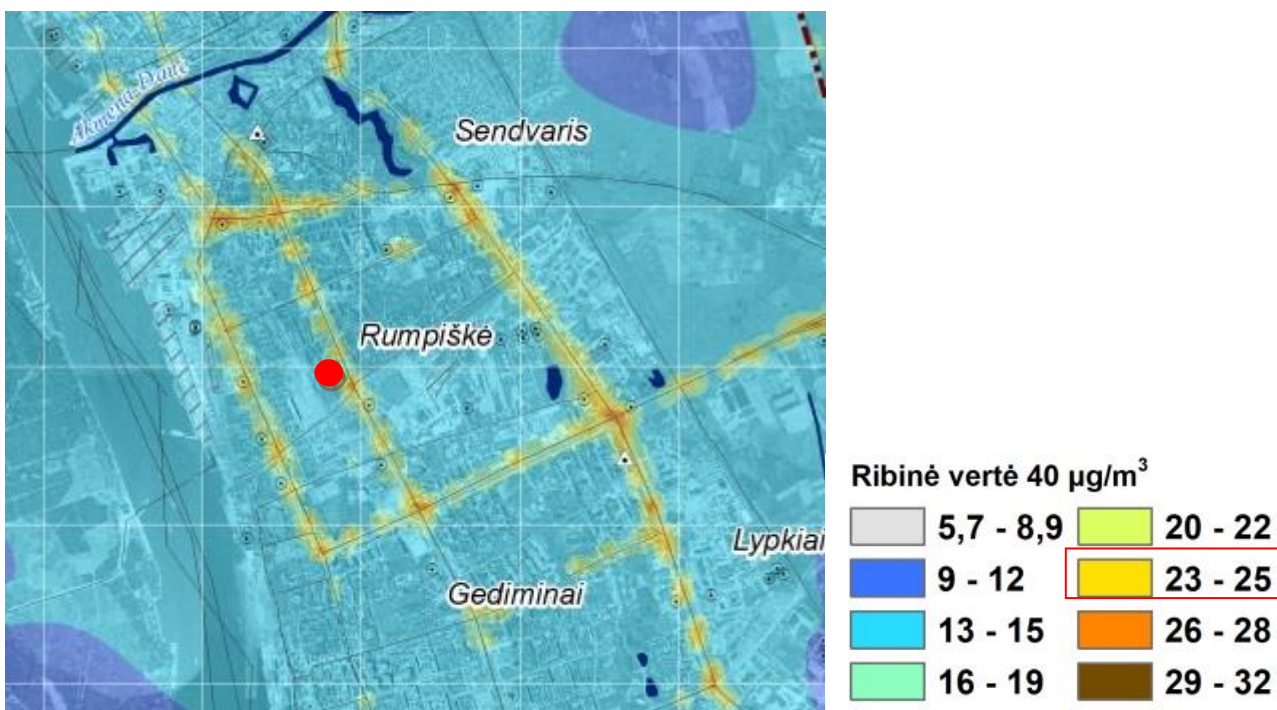 Akmena-Danė
Sendvaris
Rumpiškė
Lypkiai
Gediminai
Ribinė vertė 40 µg/m³
5,7 - 8,9
20 - 22
9 - 12
23 - 25
13 - 15
26 - 28
16 - 19
29 - 32